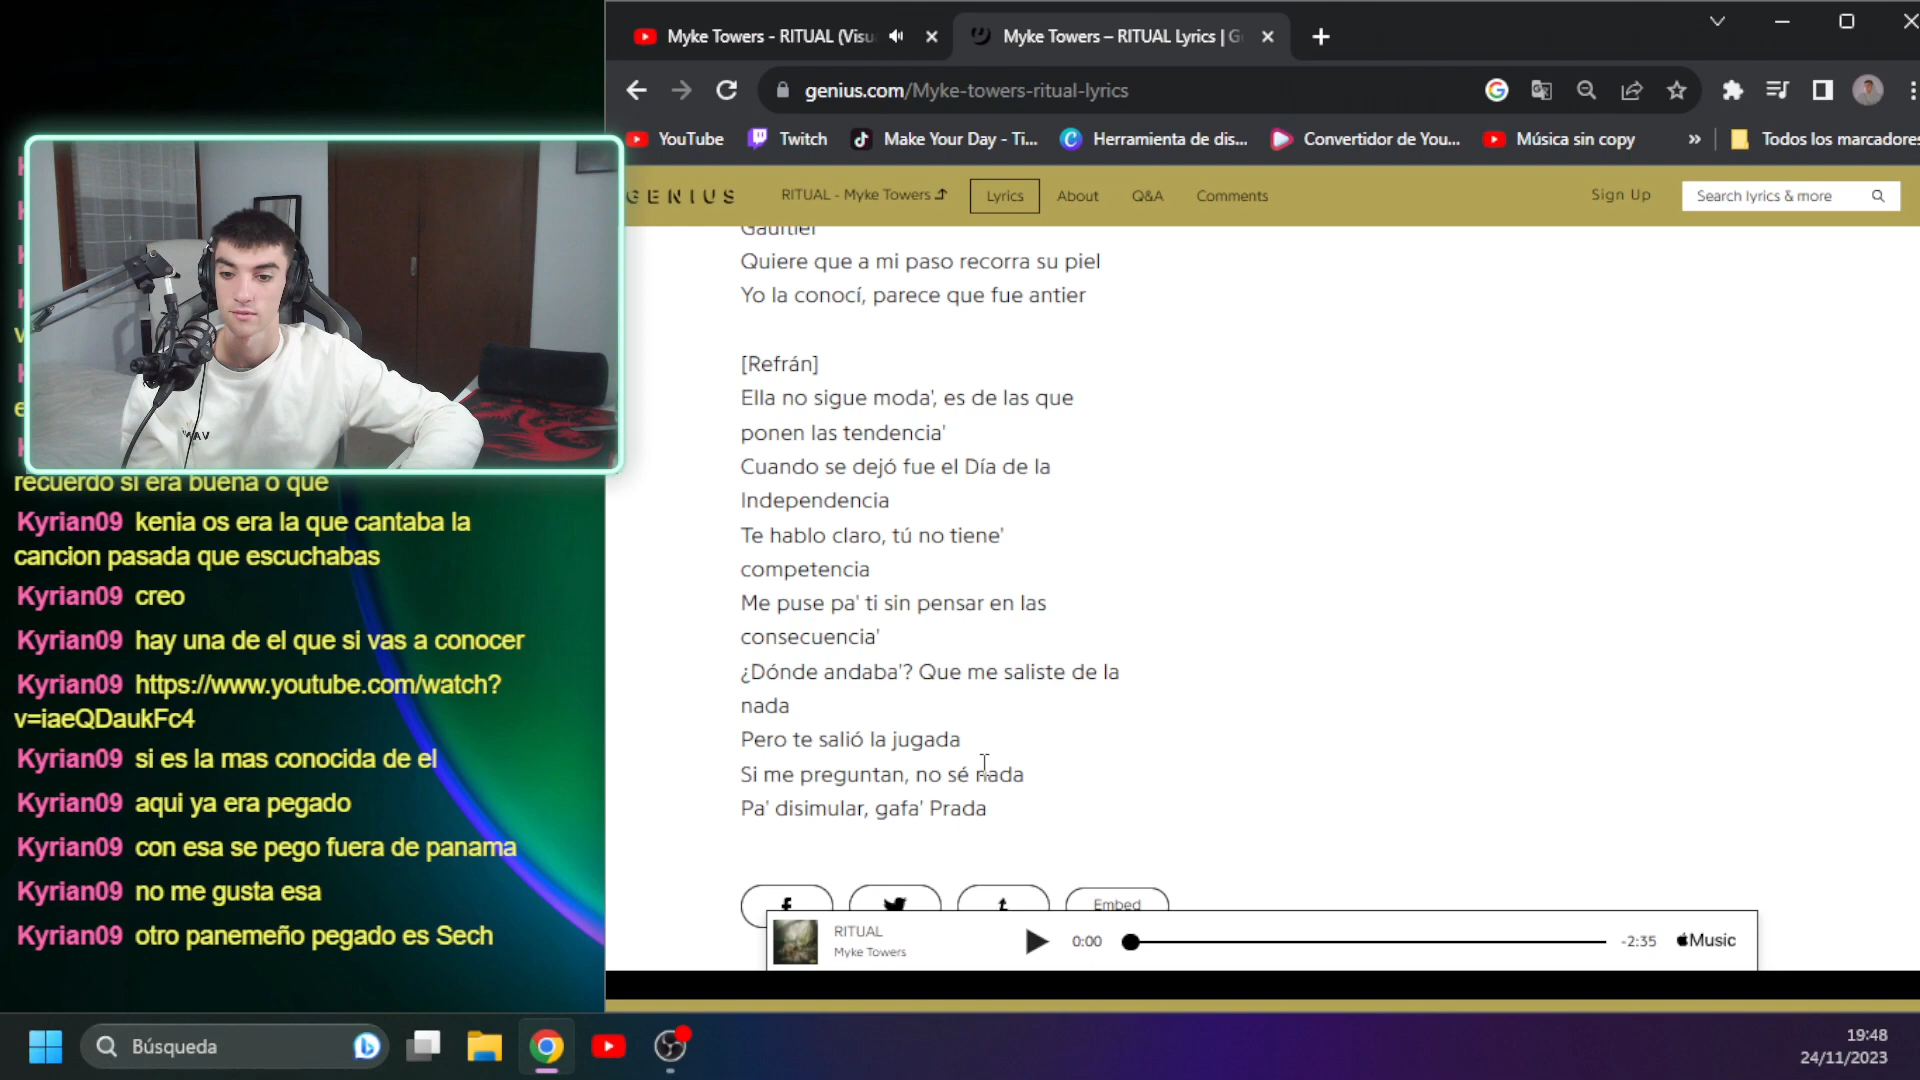 Myke Towers - RITUAL (Visu
Myke Towers – RITUAL Lyrics | G
genius.com/Myke-towers-ritual-lyrics
YouTube
Twitch
Make Your Day - Ti...
Herramienta de dis...
Convertidor de You...
Música sin copy
»
Todos los marcadores
GENIUS
RITUAL - Myke Towers
Lyrics
About
Q&A
Comments
Sign Up
Search lyrics & more
Gaultier
Quiere que a mi paso recorra su piel
Yo la conocí, parece que fue antier
[Refrán]
Ella no sigue moda', es de las que
ponen las tendencia'
Cuando se dejó fue el Día de la
Independencia
Te hablo claro, tú no tiene'
competencia
Me puse pa' ti sin pensar en las
consecuencia'
¿Dónde andaba'? Que me saliste de la
nada
Pero te salió la jugada
Si me preguntan, no sé nada
Pa' disimular, gafa' Prada
Embed
RITUAL
Myke Towers
0:00
-2:35
Music
recuerdo si era buena o que
Kyrian09 kenia os era la que cantaba la
cancion pasada que escuchabas
Kyrian09 creo
Kyrian09 hay una de el que si vas a conocer
Kyrian09 https://www.youtube.com/watch?
v=iaeQDaukFc4
Kyrian09 si es la mas conocida de el
Kyrian09 aqui ya era pegado
Kyrian09 con esa se pego fuera de panama
Kyrian09 no me gusta esa
Kyrian09 otro panemeño pegado es Sech
Búsqueda
19:48
24/11/2023